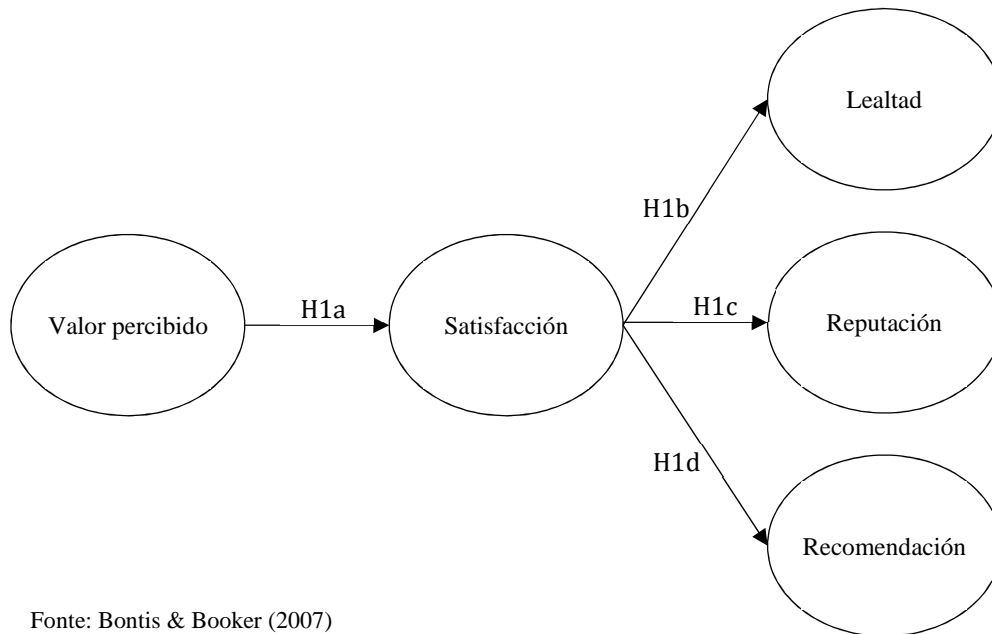 Lealtad
H1b
Valor percibido
H1a
Satisfacción
H1c
Reputación
H1d
Recomendación
Fonte: Bontis & Booker (2007)